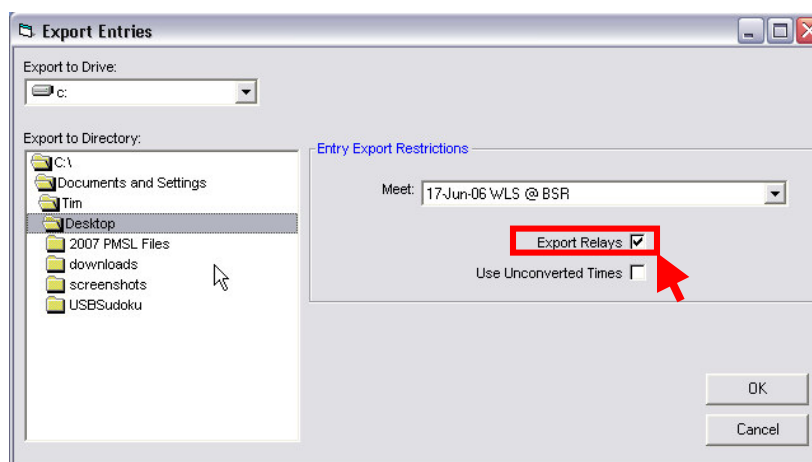 Export Entries
Export to Drive:
c:
Export to Directory:
C:\
Documents and Settings
Tim
Desktop
2007 PMSL Files
downloads
screenshots
USBSudoku
Entry Export Restrictions
Meet: 17-Jun-06 WLS @ BSR
Export Relays
Use Unconverted Times
OK
Cancel